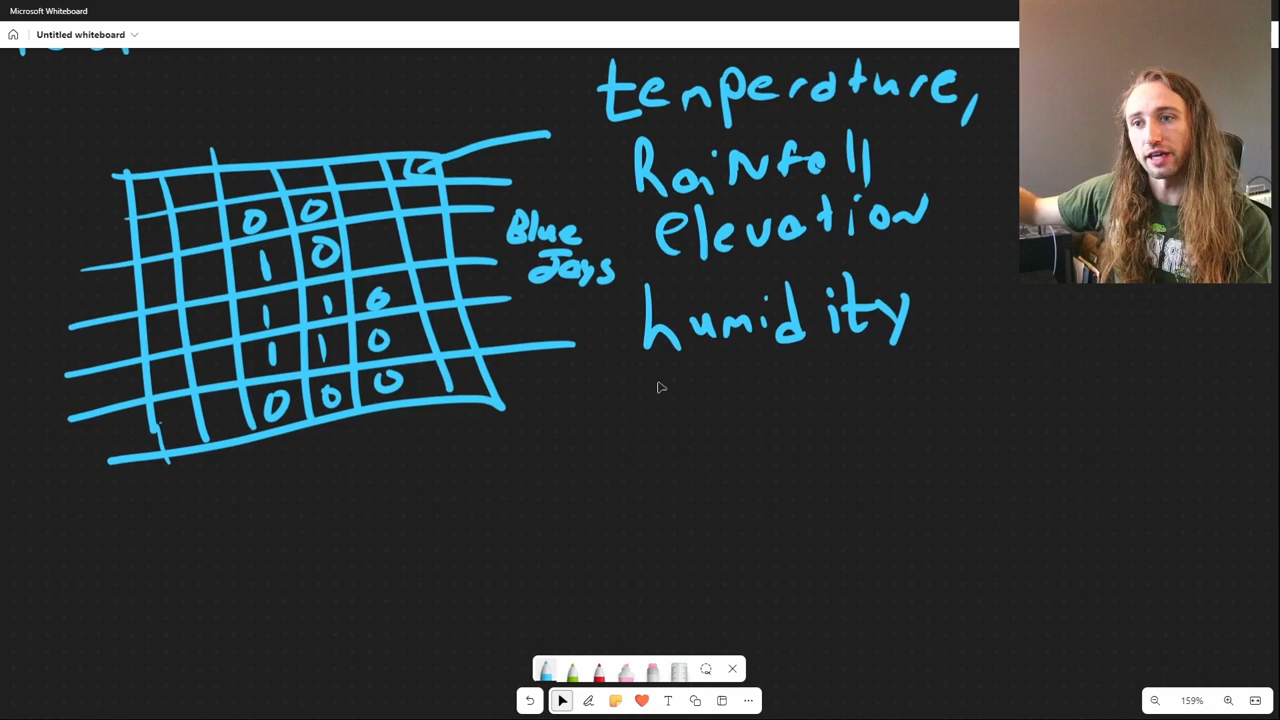 Microsoft Whiteboard
Untitled whiteboard
temperature,
Rainfall
elevation
humidity
Blue
Jays
0 0
1 0
1 1 0
1 1 0
0 0 0
159%